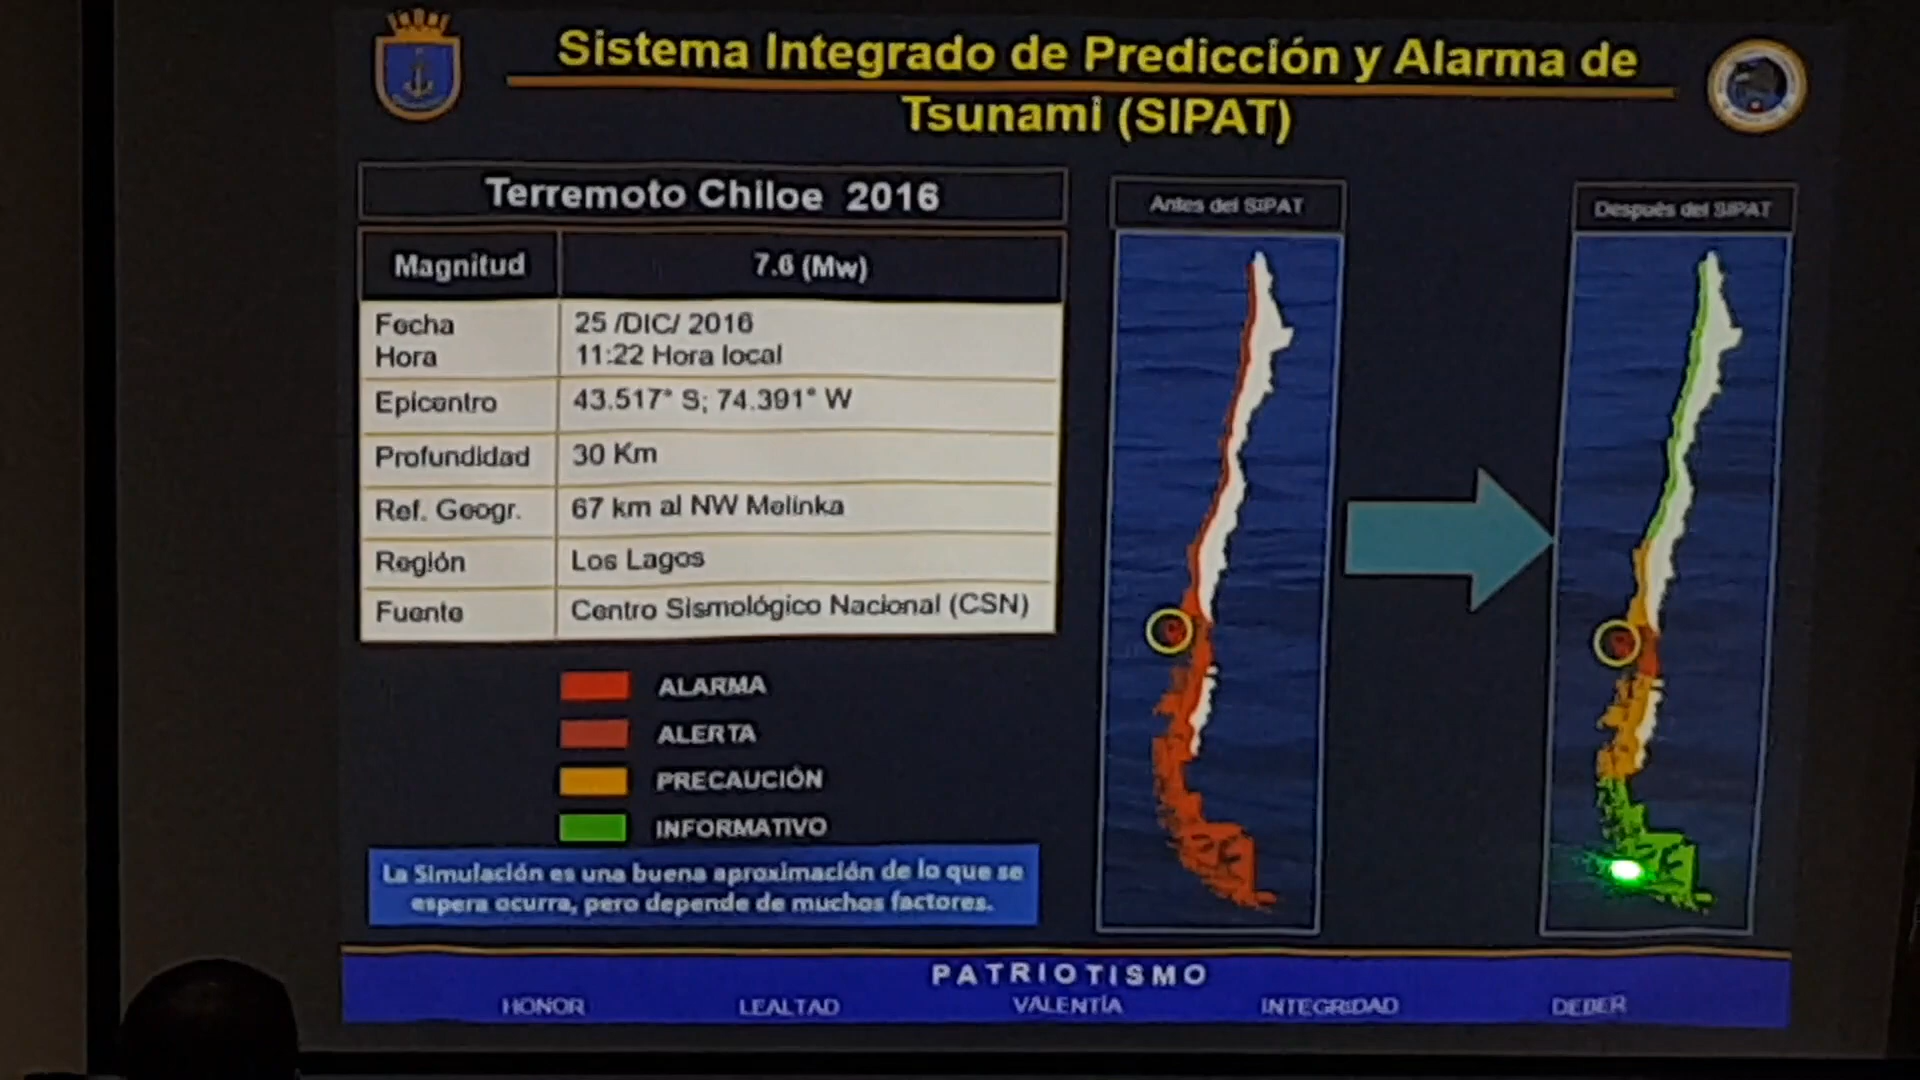 Sistema Integrado de Predicción y Alarma de
Tsunami (SIPAT)
Terremoto Chiloe 2016
Magnitud 7.6 (Mw)
Fecha 25 /DIC/ 2016
Hora 11:22 Hora local
Epicentro 43.517° S; 74.391° W
Profundidad 30 Km
Ref. Geogr. 67 km al NW Melinka
Región Los Lagos
Fuente Centro Sismológico Nacional (CSN)
ALARMA
ALERTA
PRECAUCIÓN
INFORMATIVO
La Simulación es una buena aproximación de lo que se
espera ocurra, pero depende de muchos factores.
Antes del SIPAT
Después del SIPAT
PATRIOTISMO
HONOR LEALTAD VALENTÍA INTEGRIDAD DEBER